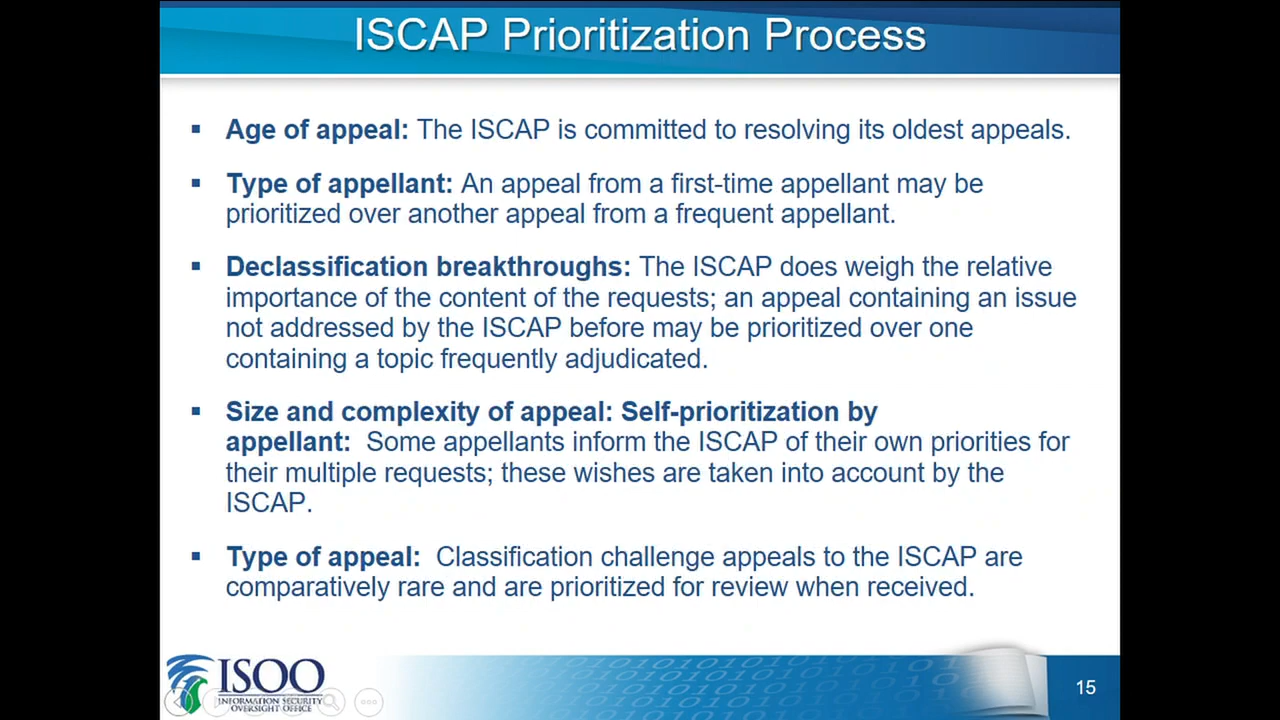 ISCAP Prioritization Process
▪ Age of appeal: The ISCAP is committed to resolving its oldest appeals.
▪ Type of appellant: An appeal from a first-time appellant may be
prioritized over another appeal from a frequent appellant.
▪ Declassification breakthroughs: The ISCAP does weigh the relative
importance of the content of the requests; an appeal containing an issue
not addressed by the ISCAP before may be prioritized over one
containing a topic frequently adjudicated.
▪ Size and complexity of appeal: Self-prioritization by
appellant: Some appellants inform the ISCAP of their own priorities for
their multiple requests; these wishes are taken into account by the
ISCAP.
▪ Type of appeal: Classification challenge appeals to the ISCAP are
comparatively rare and are prioritized for review when received.
ISOO
INFORMATION SECURITY
OVERSIGHT OFFICE
15